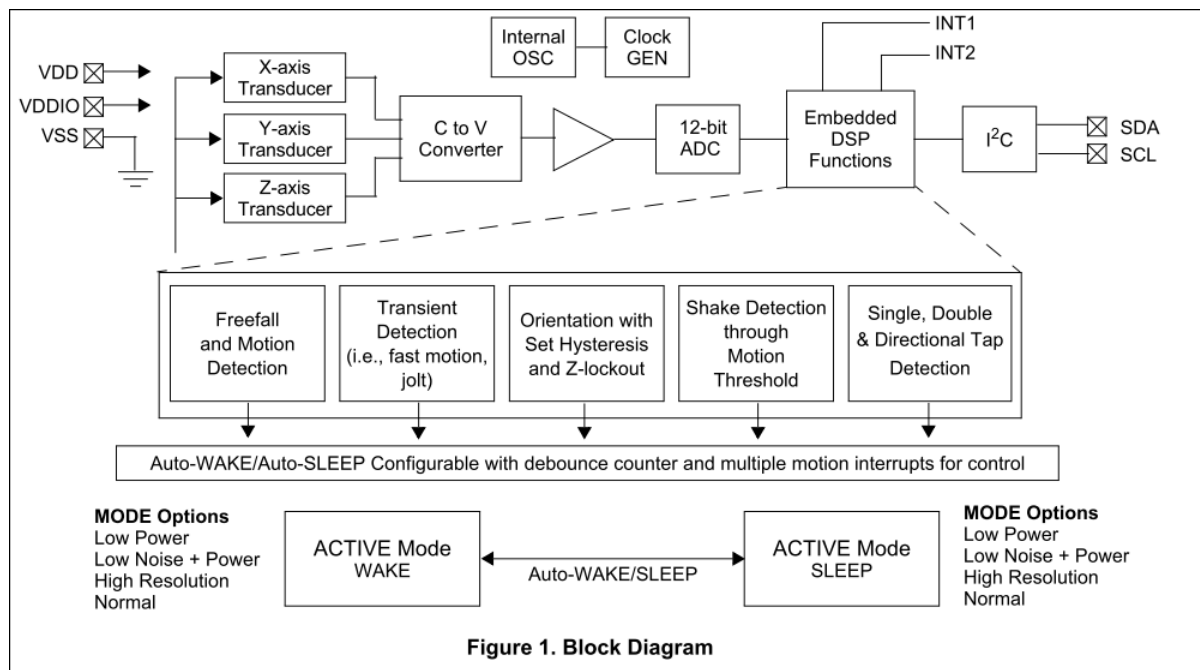 VDD
VDDIO
VSS
X-axis
Transducer
Y-axis
Transducer
Z-axis
Transducer
C to V
Converter
Internal
OSC
Clock
GEN
12-bit
ADC
Embedded
DSP
Functions
INT1
INT2
I²C
SDA
SCL
Freefall
and Motion
Detection
Transient
Detection
(i.e., fast motion,
jolt)
Orientation with
Set Hysteresis
and Z-lockout
Shake Detection
through
Motion
Threshold
Single, Double
& Directional Tap
Detection
Auto-WAKE/Auto-SLEEP Configurable with debounce counter and multiple motion interrupts for control
MODE Options
Low Power
Low Noise + Power
High Resolution
Normal
ACTIVE Mode
WAKE
Auto-WAKE/SLEEP
ACTIVE Mode
SLEEP
MODE Options
Low Power
Low Noise + Power
High Resolution
Normal
Figure 1. Block Diagram